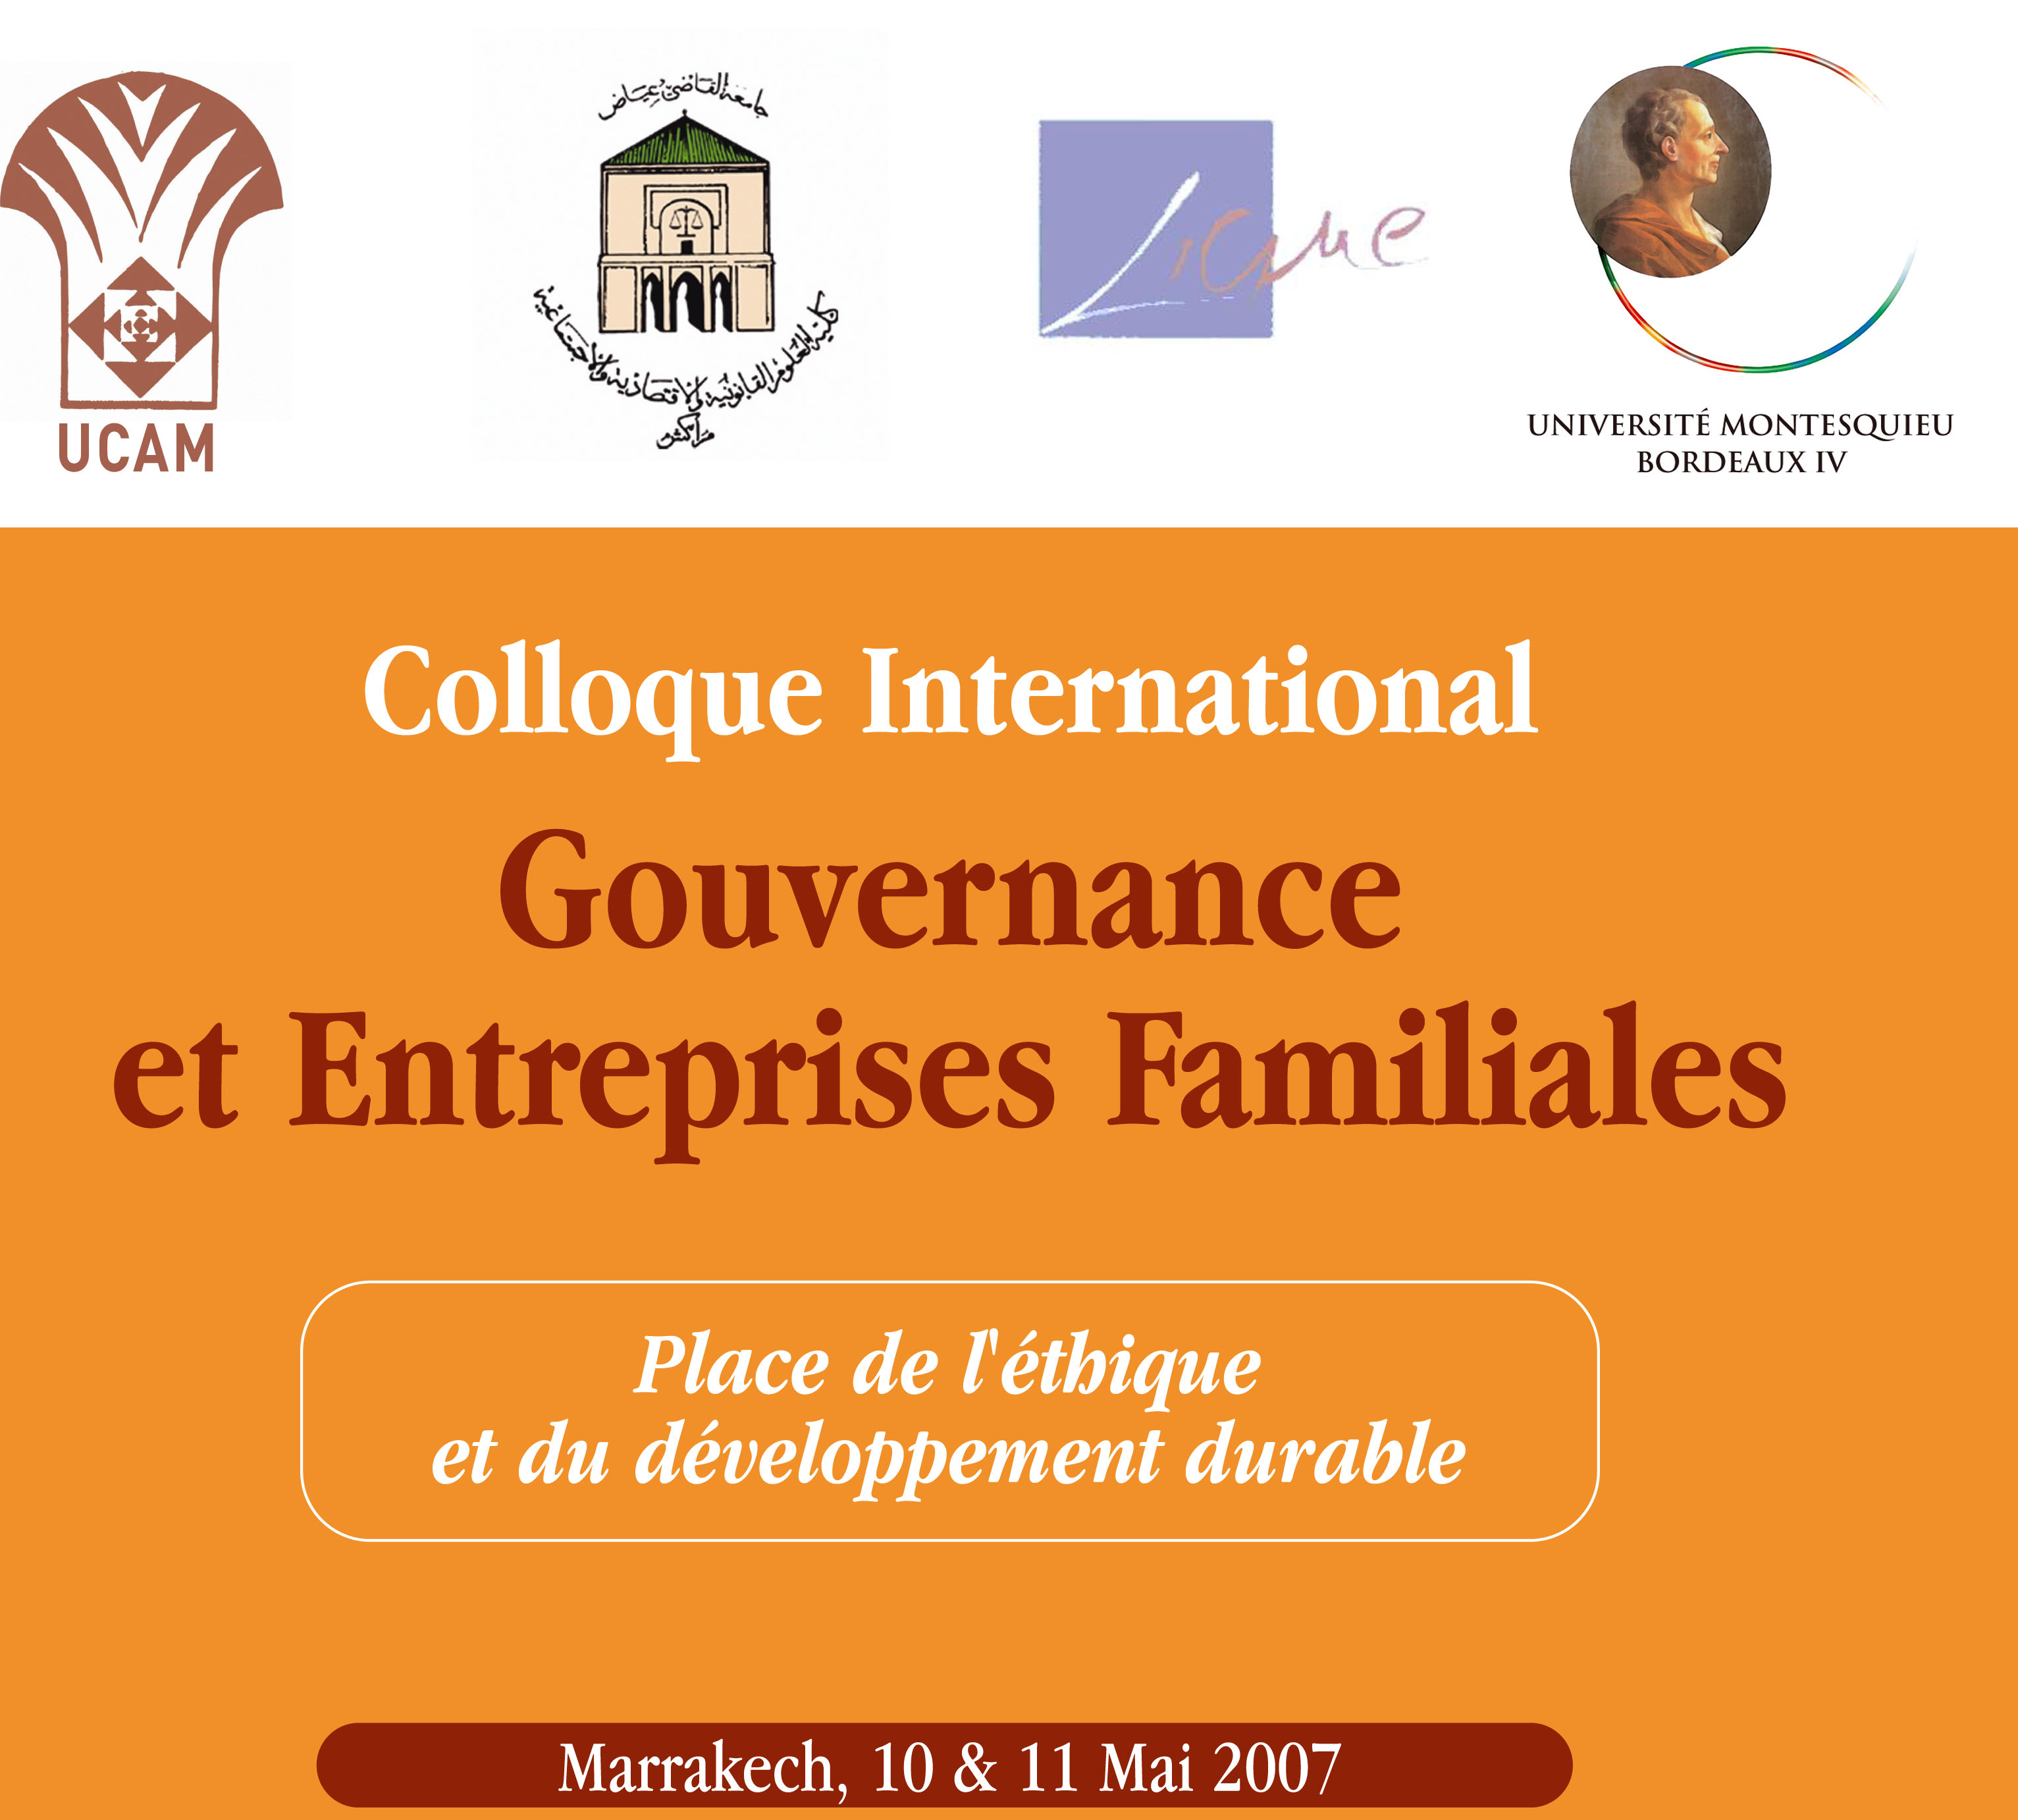 UCAM
جامعة القاضي عياض
كلية العلوم القانونية والاقتصادية والاجتماعية
مراكش
Ligue
UNIVERSITÉ MONTESQUIEU
BORDEAUX IV
Colloque International
Gouvernance
et Entreprises Familiales
Place de l'éthique
et du développement durable
Marrakech, 10 & 11 Mai 2007